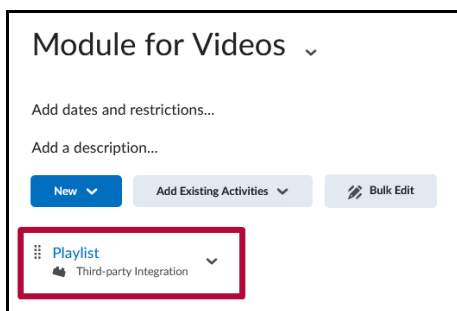 Module for Videos
Add dates and restrictions...
Add a description...
New Add Existing Activities Bulk Edit
Playlist
Third-party Integration